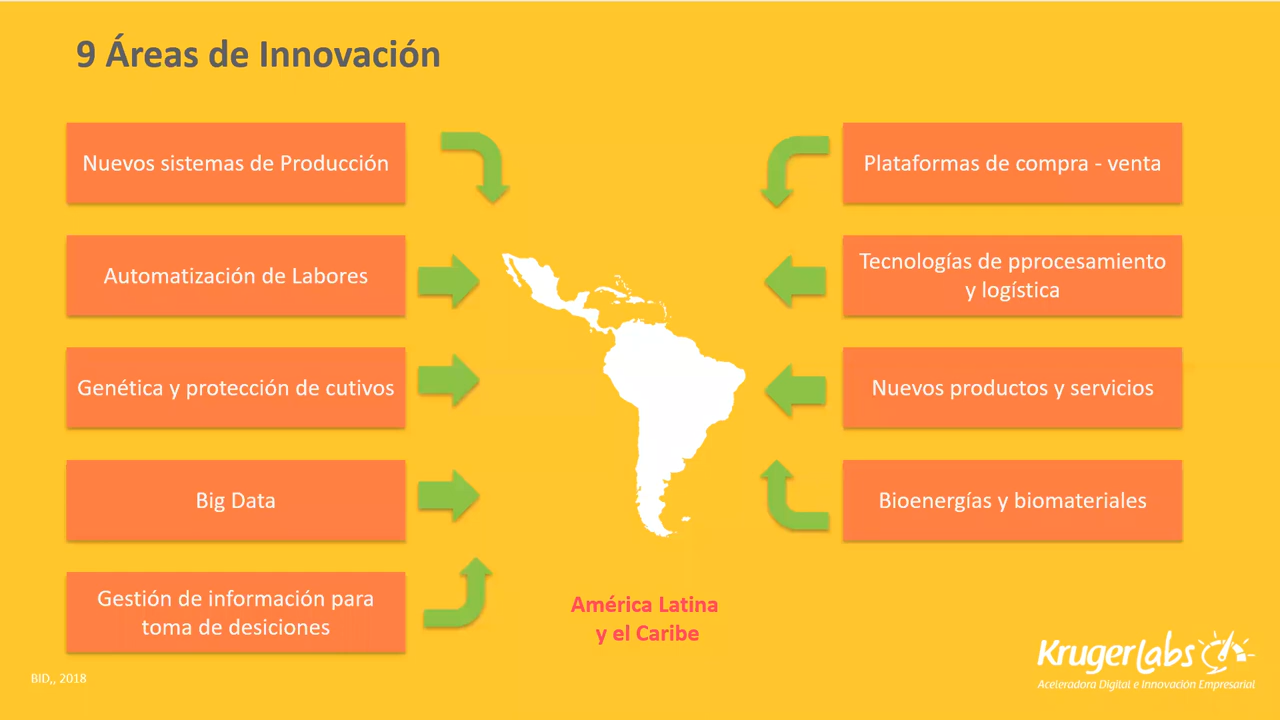 9 Áreas de Innovación
Nuevos sistemas de Producción
Automatización de Labores
Genética y protección de cutivos
Big Data
Gestión de información para
toma de desiciones
Plataformas de compra - venta
Tecnologías de pprocesamiento
y logística
Nuevos productos y servicios
Bioenergías y biomateriales
América Latina
y el Caribe
BID,, 2018
KrugerLabs
Aceleradora Digital e Innovación Empresarial